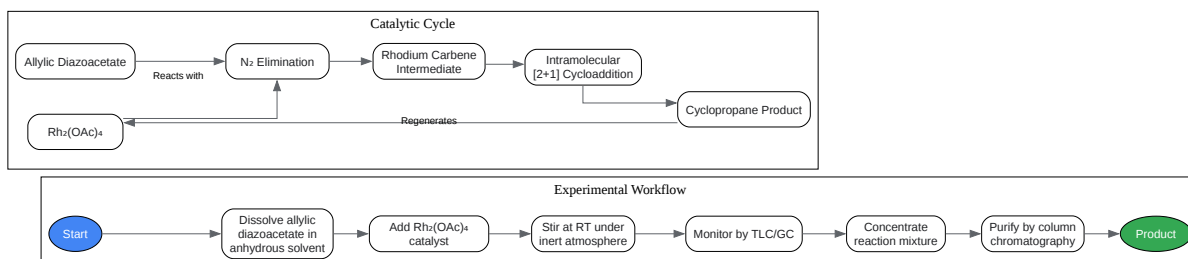 Catalytic Cycle
Allylic Diazoacetate
Reacts with
N₂ Elimination
Rhodium Carbene
Intermediate
Intramolecular
[2+1] Cycloaddition
Cyclopropane Product
Regenerates
Rh₂(OAc)₄
Experimental Workflow
Start
Dissolve allylic
diazoacetate in
anhydrous solvent
Add Rh₂(OAc)₄
catalyst
Stir at RT under
inert atmosphere
Monitor by TLC/GC
Concentrate
reaction mixture
Purify by column
chromatography
Product